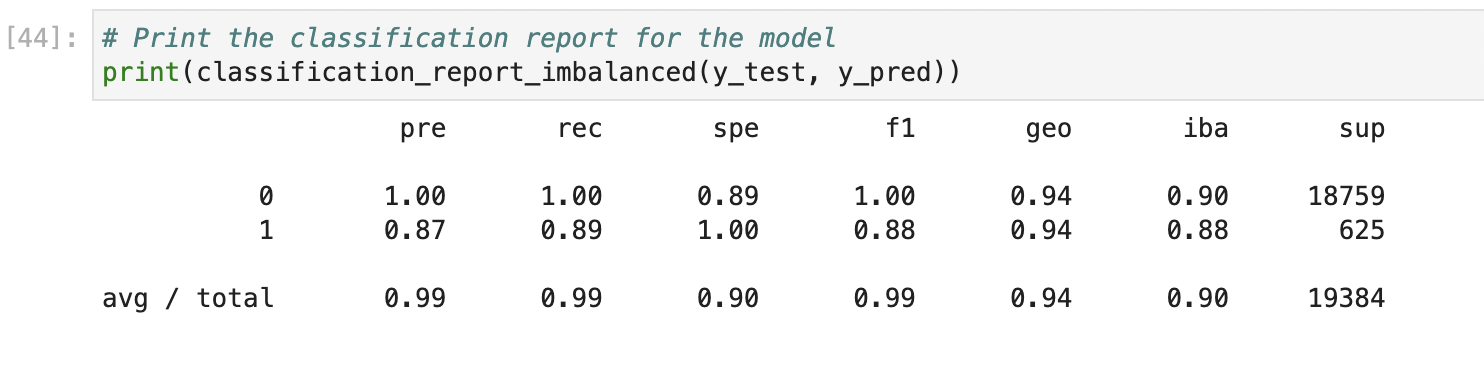 [44]: # Print the classification report for the model
print(classification_report_imbalanced(y_test, y_pred))
pre rec spe f1 geo iba sup
0 1.00 1.00 0.89 1.00 0.94 0.90 18759
1 0.87 0.89 1.00 0.88 0.94 0.88 625
avg / total 0.99 0.99 0.90 0.99 0.94 0.90 19384